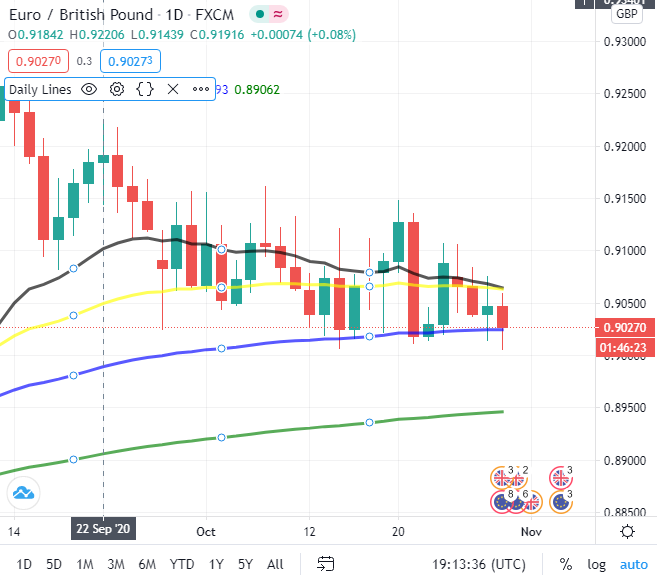 Euro / British Pound · 1D · FXCM
O0.91842 H0.92206 L0.91439 C0.91916 +0.00074 (+0.08%)
0.90270 0.3 0.90273
Daily Lines 93 0.89062
GBP
0.93000
0.92500
0.92000
0.91500
0.91000
0.90500
0.90270
01:46:23
0.90000
0.89500
0.89000
0.88500
3 2 3
8 6 3
14 22 Sep '20 Oct 12 20 Nov
1D 5D 1M 3M 6M YTD 1Y 5Y All 19:13:36 (UTC) % log auto